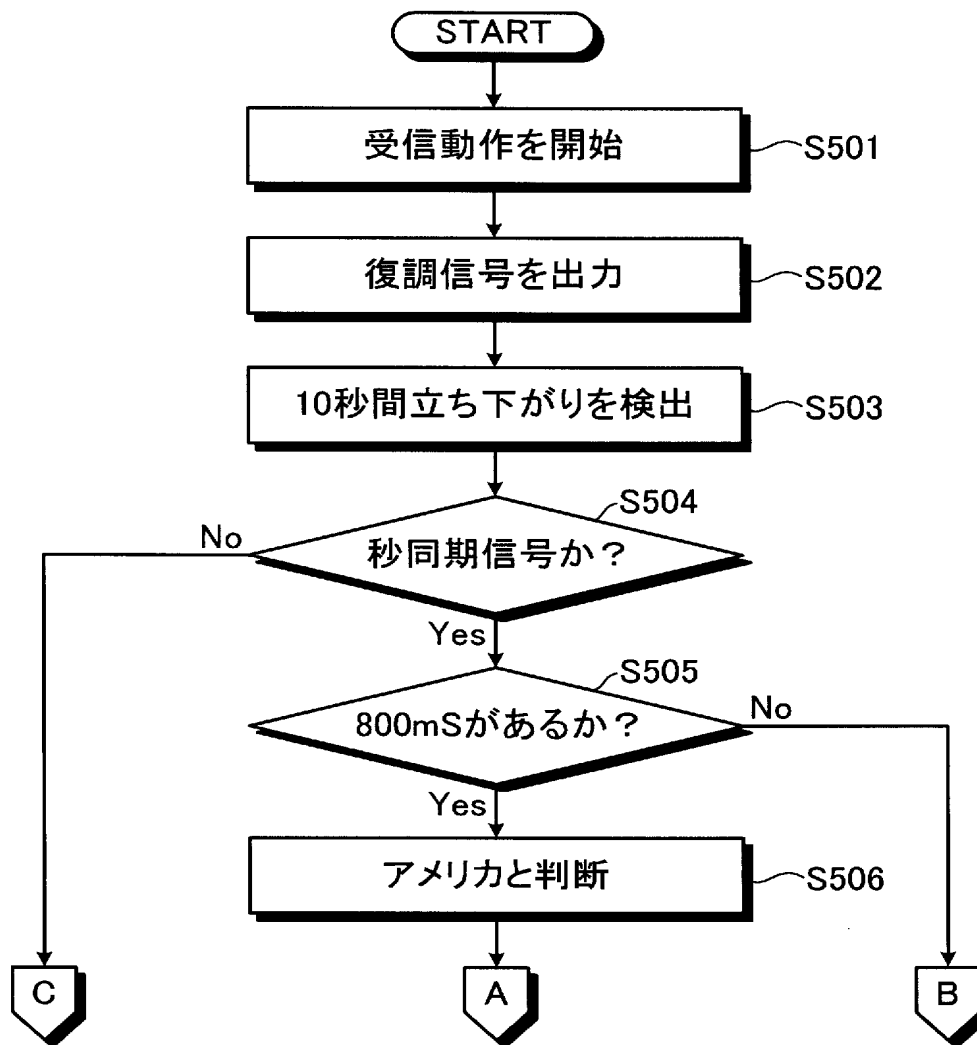 START
受信動作を開始
S501
復調信号を出力
S502
10秒間立ち下がりを検出
S503
S504
秒同期信号か?
No
Yes
S505
800mSがあるか?
No
Yes
アメリカと判断
S506
C
A
B